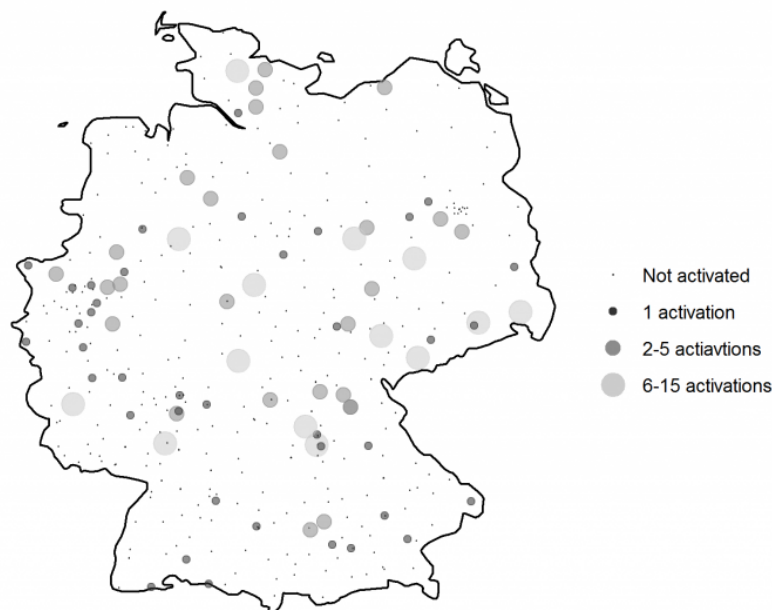 Not activated
1 activation
2-5 actiavtions
6-15 activations